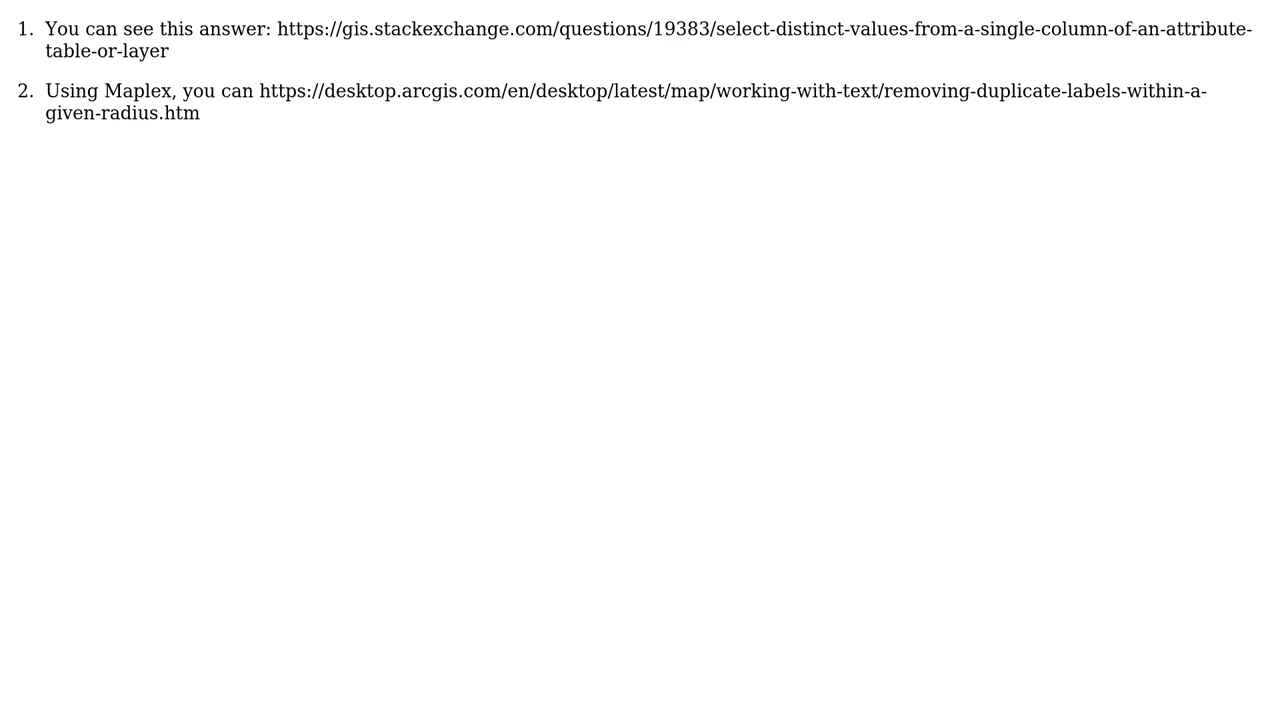 1. You can see this answer: https://gis.stackexchange.com/questions/19383/select-distinct-values-from-a-single-column-of-an-attribute-
table-or-layer
2. Using Maplex, you can https://desktop.arcgis.com/en/desktop/latest/map/working-with-text/removing-duplicate-labels-within-a-
given-radius.htm